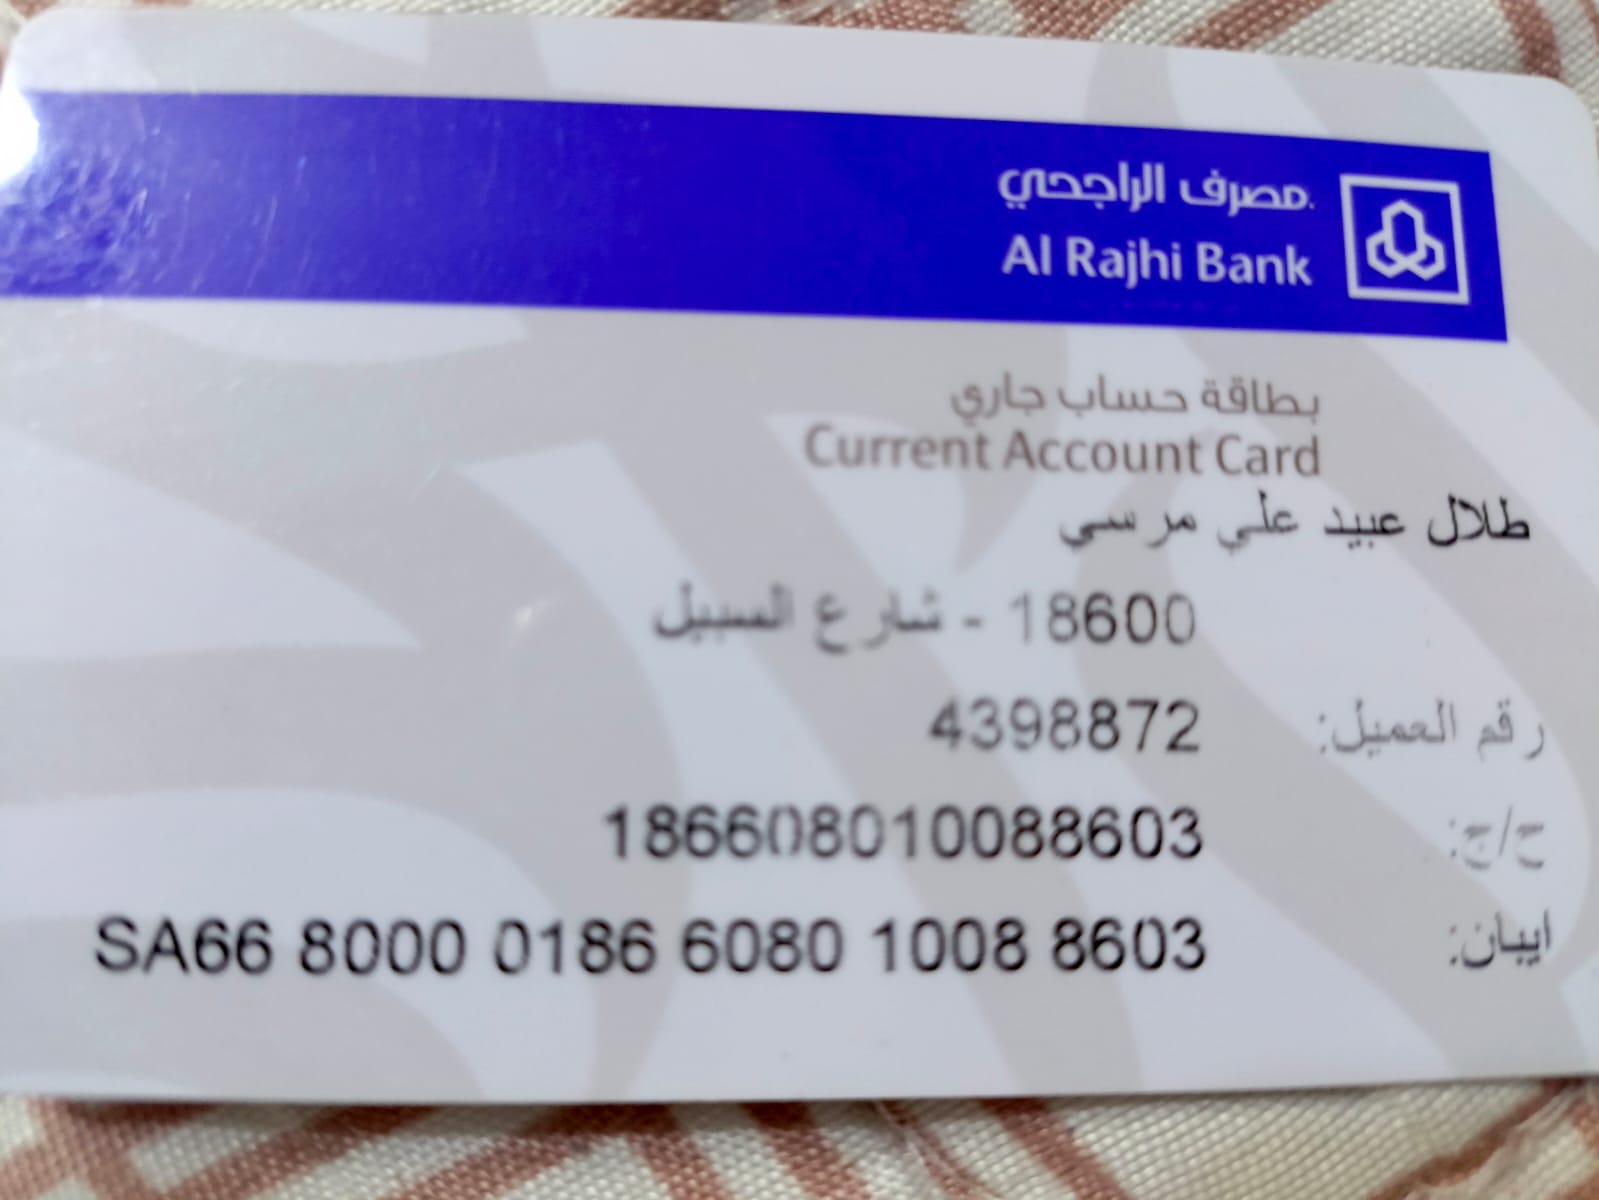 مصرف الراجحي
Al Rajhi Bank
بطاقة حساب جاري
Current Account Card
طلال عبيد علي مرسي
18600 - شارع السبيل
رقم العميل: 4398872
ح/ج: 186608010088603
ايبان: SA66 8000 0186 6080 1008 8603